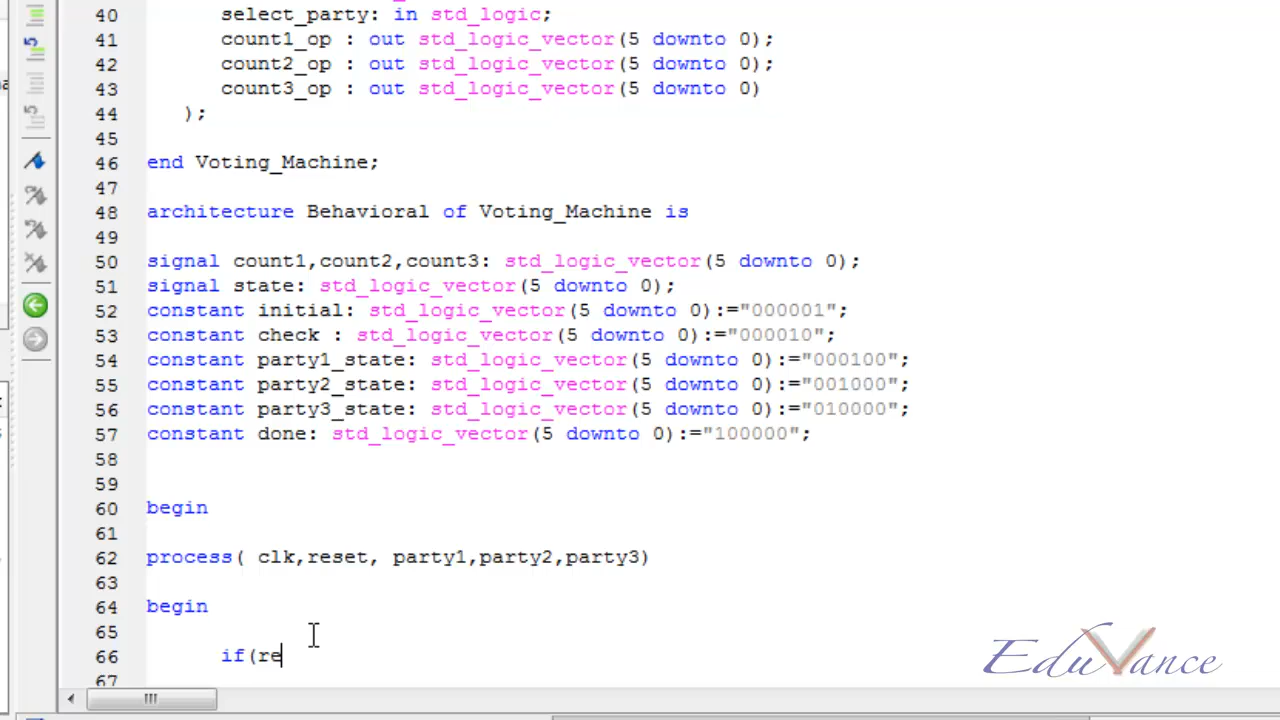 40 select_party: in std_logic;
41 count1_op : out std_logic_vector(5 downto 0);
42 count2_op : out std_logic_vector(5 downto 0);
43 count3_op : out std_logic_vector(5 downto 0)
44 );
45
46 end Voting_Machine;
47
48 architecture Behavioral of Voting_Machine is
49
50 signal count1,count2,count3: std_logic_vector(5 downto 0);
51 signal state: std_logic_vector(5 downto 0);
52 constant initial: std_logic_vector(5 downto 0):="000001";
53 constant check : std_logic_vector(5 downto 0):="000010";
54 constant party1_state: std_logic_vector(5 downto 0):="000100";
55 constant party2_state: std_logic_vector(5 downto 0):="001000";
56 constant party3_state: std_logic_vector(5 downto 0):="010000";
57 constant done: std_logic_vector(5 downto 0):="100000";
58
59
60 begin
61
62 process( clk,reset, party1,party2,party3)
63
64 begin
65
66 if(re
67
EduVance